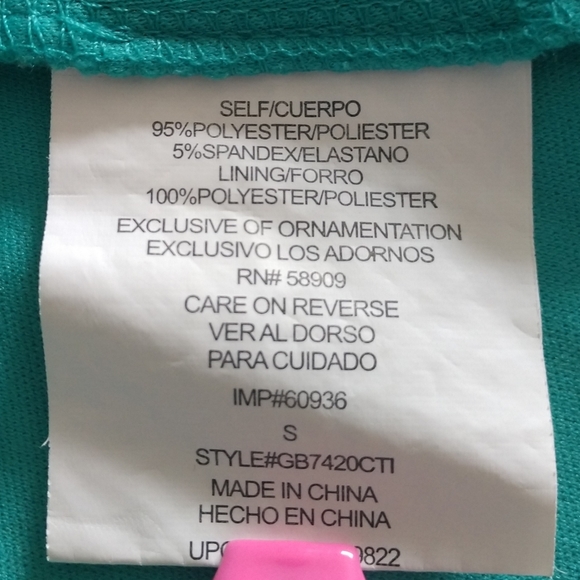 SELF/CUERPO
95%POLYESTER/POLIESTER
5%SPANDEX/ELASTANO
LINING/FORRO
100%POLYESTER/POLIESTER
EXCLUSIVE OF ORNAMENTATION
EXCLUSIVO LOS ADORNOS
RN# 58909
CARE ON REVERSE
VER AL DORSO
PARA CUIDADO
IMP#60936
S
STYLE#GB7420CTI
MADE IN CHINA
HECHO EN CHINA
UPC 9822